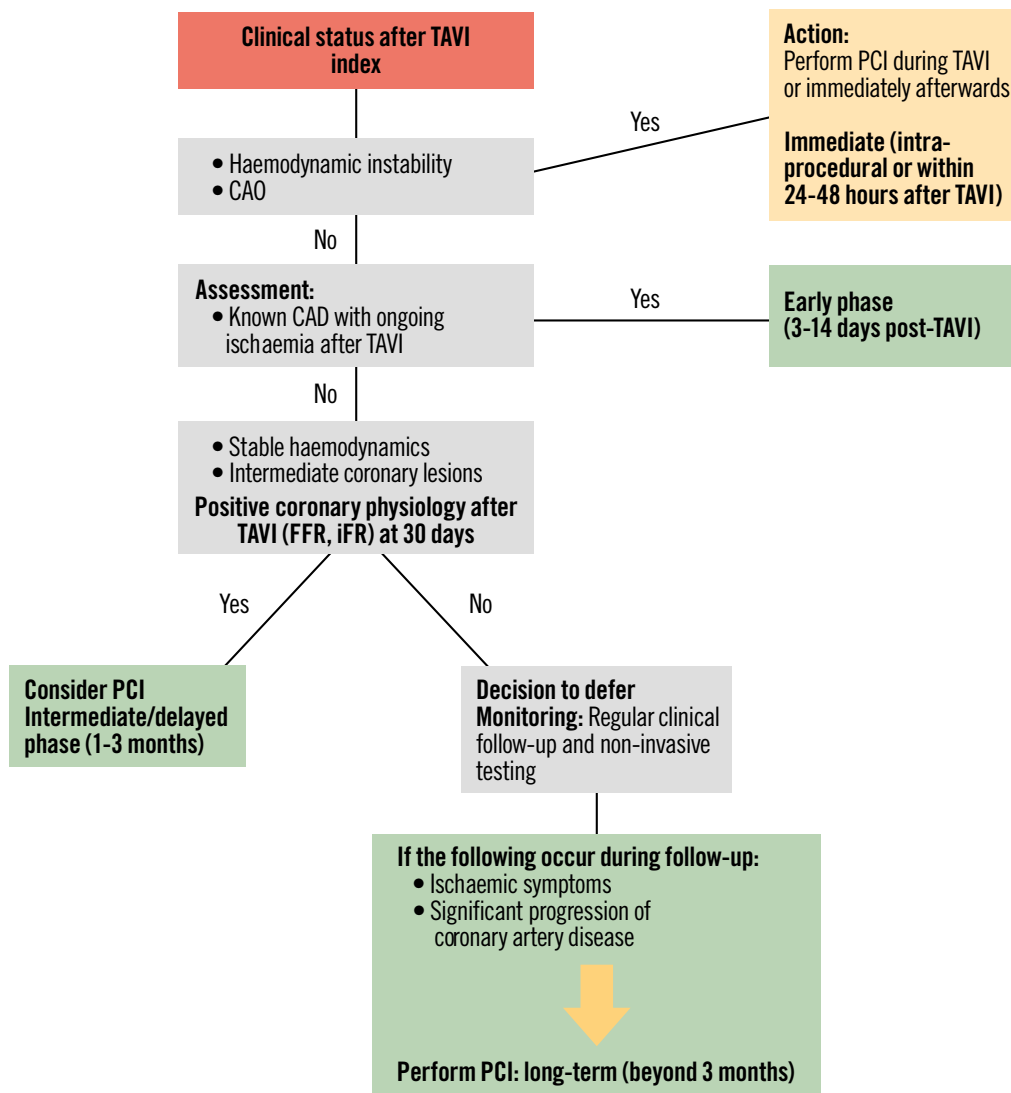 Clinical status after TAVI
index
Action:
Perform PCI during TAVI
or immediately afterwards
Immediate (intra-
procedural or within
24-48 hours after TAVI)
Yes
• Haemodynamic instability
• CAO
No
Assessment:
• Known CAD with ongoing
ischaemia after TAVI
Yes
Early phase
(3-14 days post-TAVI)
No
• Stable haemodynamics
• Intermediate coronary lesions
Positive coronary physiology after
TAVI (FFR, iFR) at 30 days
Yes
No
Consider PCI
Intermediate/delayed
phase (1-3 months)
Decision to defer
Monitoring: Regular clinical
follow-up and non-invasive
testing
If the following occur during follow-up:
• Ischaemic symptoms
• Significant progression of
coronary artery disease
Perform PCI: long-term (beyond 3 months)